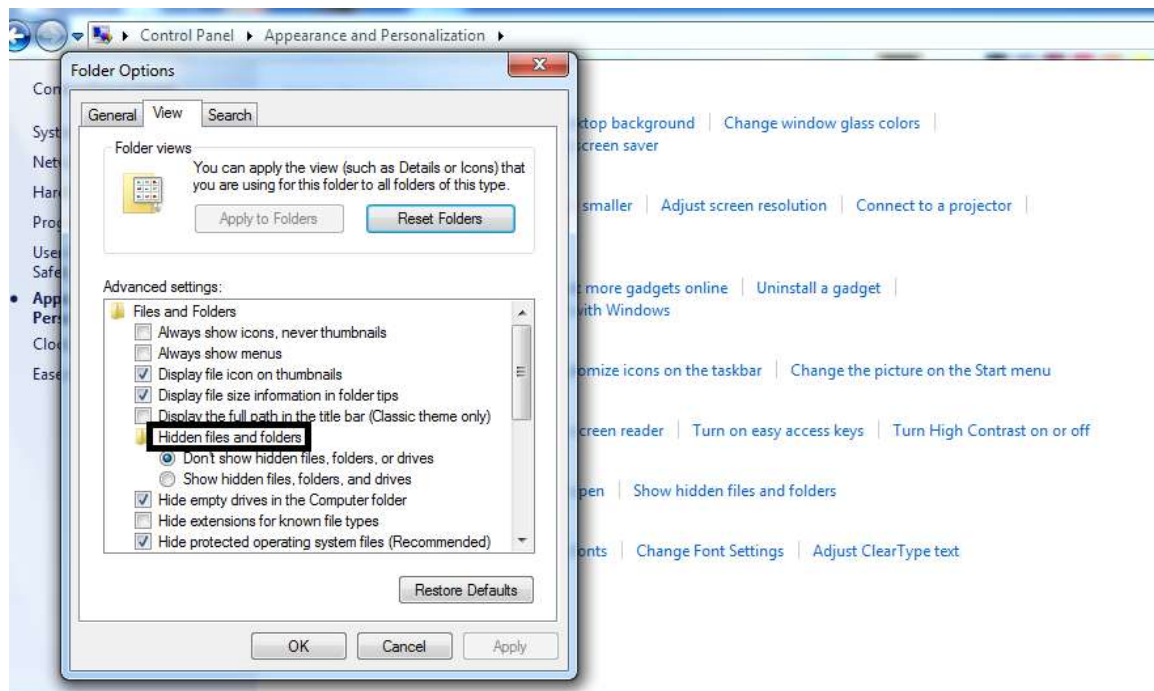 Control Panel ▸ Appearance and Personalization ▸
Folder Options
General View Search
Folder views
You can apply the view (such as Details or Icons) that
you are using for this folder to all folders of this type.
Apply to Folders Reset Folders
Advanced settings:
Files and Folders
Always show icons, never thumbnails
Always show menus
Display file icon on thumbnails
Display file size information in folder tips
Display the full path in the title bar (Classic theme only)
Hidden files and folders
Don't show hidden files, folders, or drives
Show hidden files, folders, and drives
Hide empty drives in the Computer folder
Hide extensions for known file types
Hide protected operating system files (Recommended)
Restore Defaults
OK Cancel Apply
background Change window glass colors
screen saver
smaller Adjust screen resolution Connect to a projector
more gadgets online Uninstall a gadget
with Windows
icons on the taskbar Change the picture on the Start menu
reader Turn on easy access keys Turn High Contrast on or off
Show hidden files and folders
Change Font Settings Adjust ClearType text